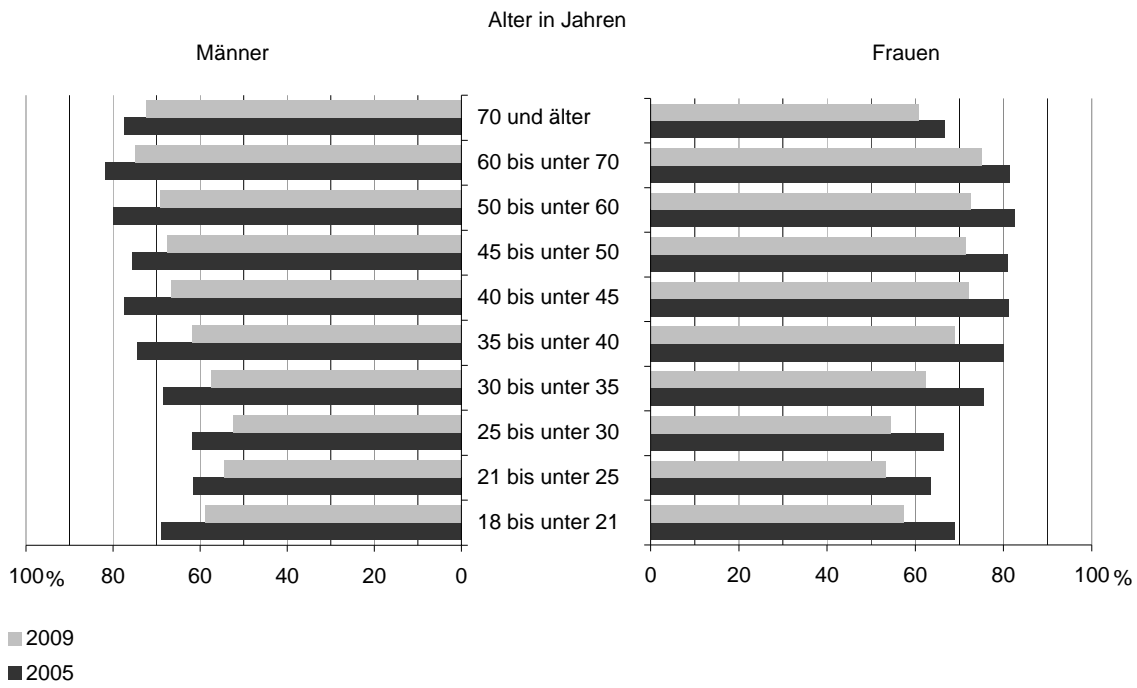 Alter in Jahren
Männer
Frauen
70 und älter
60 bis unter 70
50 bis unter 60
45 bis unter 50
40 bis unter 45
35 bis unter 40
30 bis unter 35
25 bis unter 30
21 bis unter 25
18 bis unter 21
100 % 80 60 40 20 0
0 20 40 60 80 100 %
2009
2005